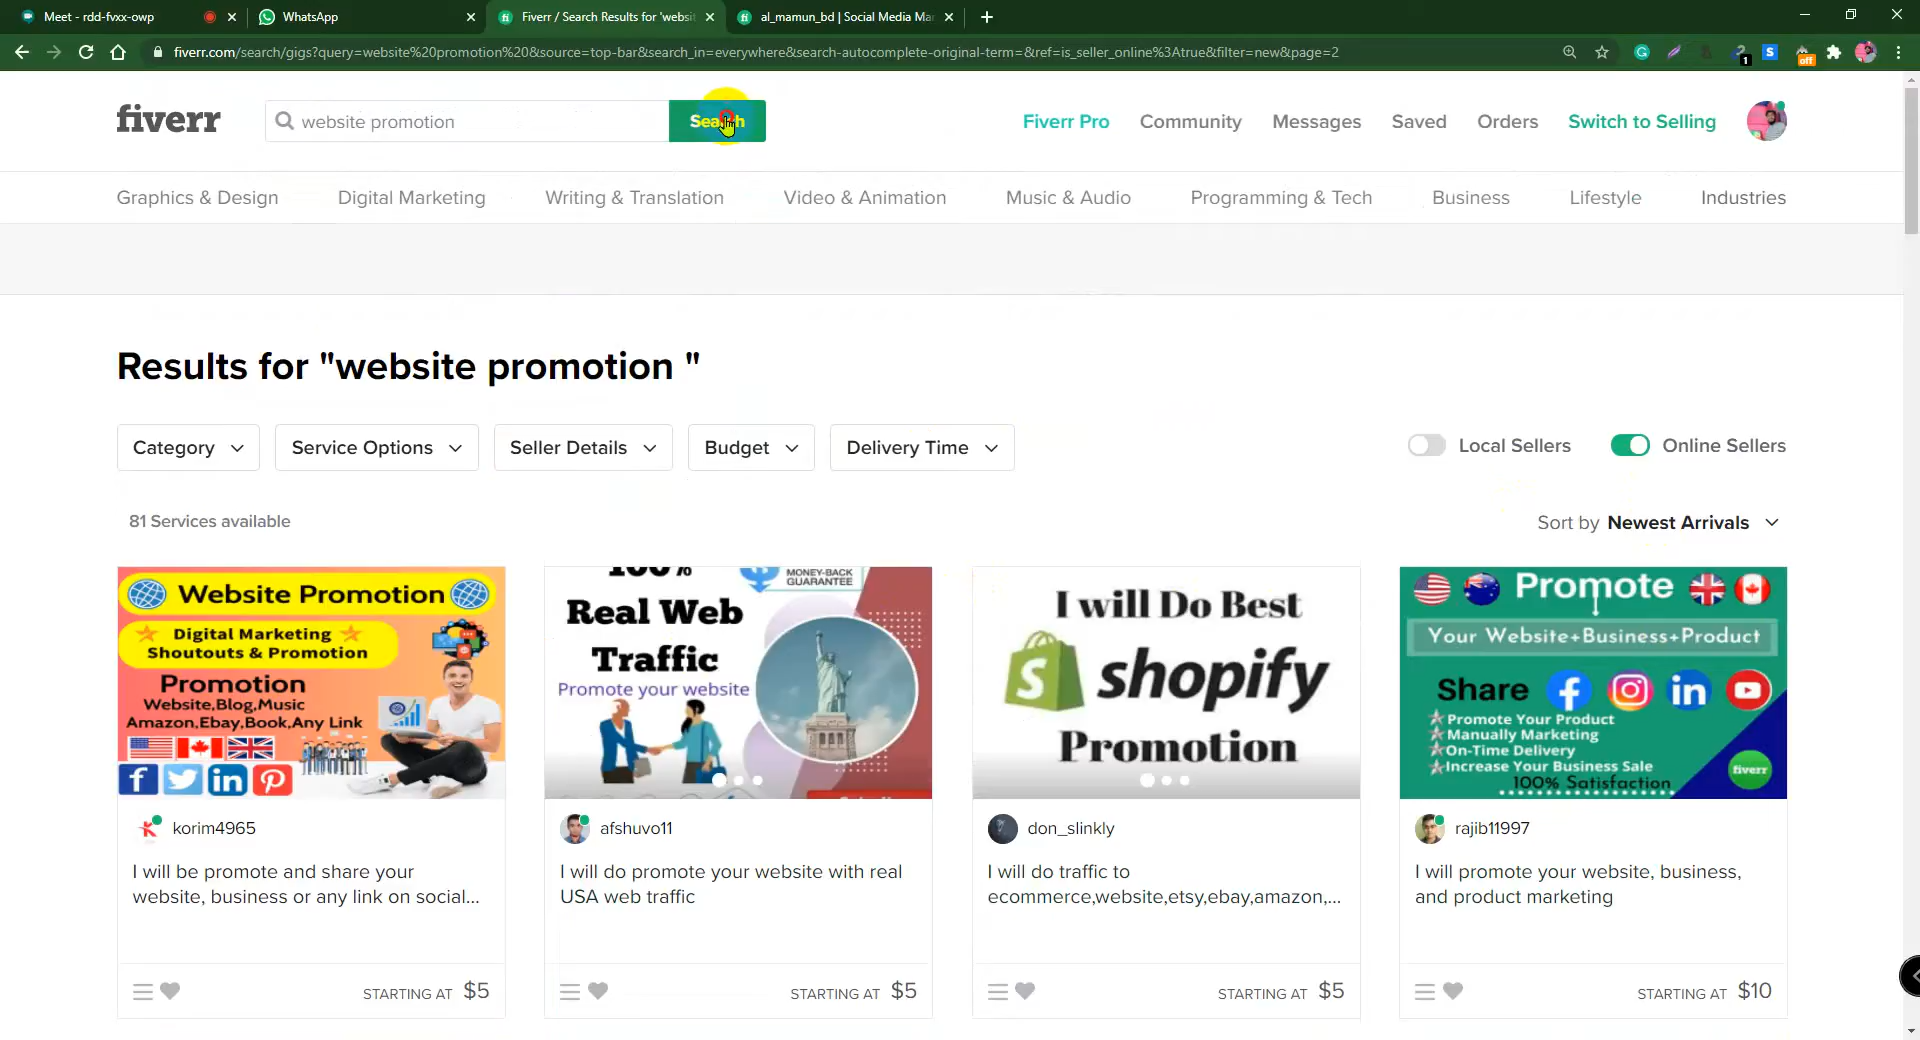 Meet - rdd-fvxx-owp
WhatsApp
Fiverr / Search Results for 'websit
al_mamun_bd | Social Media Mar
fiverr.com/search/gigs?query=website%20promotion%20&source=top-bar&search_in=everywhere&search-autocomplete-original-term=&ref=is_seller_online%3Atrue&filter=new&page=2
1
S
off
fiverr
website promotion
Search
Fiverr Pro
Community
Messages
Saved
Orders
Switch to Selling
Graphics & Design
Digital Marketing
Writing & Translation
Video & Animation
Music & Audio
Programming & Tech
Business
Lifestyle
Industries
Results for "website promotion "
Category
Service Options
Seller Details
Budget
Delivery Time
Local Sellers
Online Sellers
81 Services available
Sort by Newest Arrivals
Website Promotion
Digital Marketing
Shoutouts & Promotion
Promotion
Website,Blog,Music
Amazon,Ebay,Book,Any Link
korim4965
I will be promote and share your
website, business or any link on social...
STARTING AT $5
100%
MONEY-BACK
GUARANTEE
Real Web
Traffic
Promote your website
afshuvo11
I will do promote your website with real
USA web traffic
STARTING AT $5
I will Do Best
shopify
Promotion
don_slinkly
I will do traffic to
ecommerce,website,etsy,ebay,amazon,...
STARTING AT $5
Promote
Your Website+Business+Product
Share
Promote Your Product
Manually Marketing
On-Time Delivery
Increase Your Business Sale
100% Satisfaction
fiverr
rajib11997
I will promote your website, business,
and product marketing
STARTING AT $10